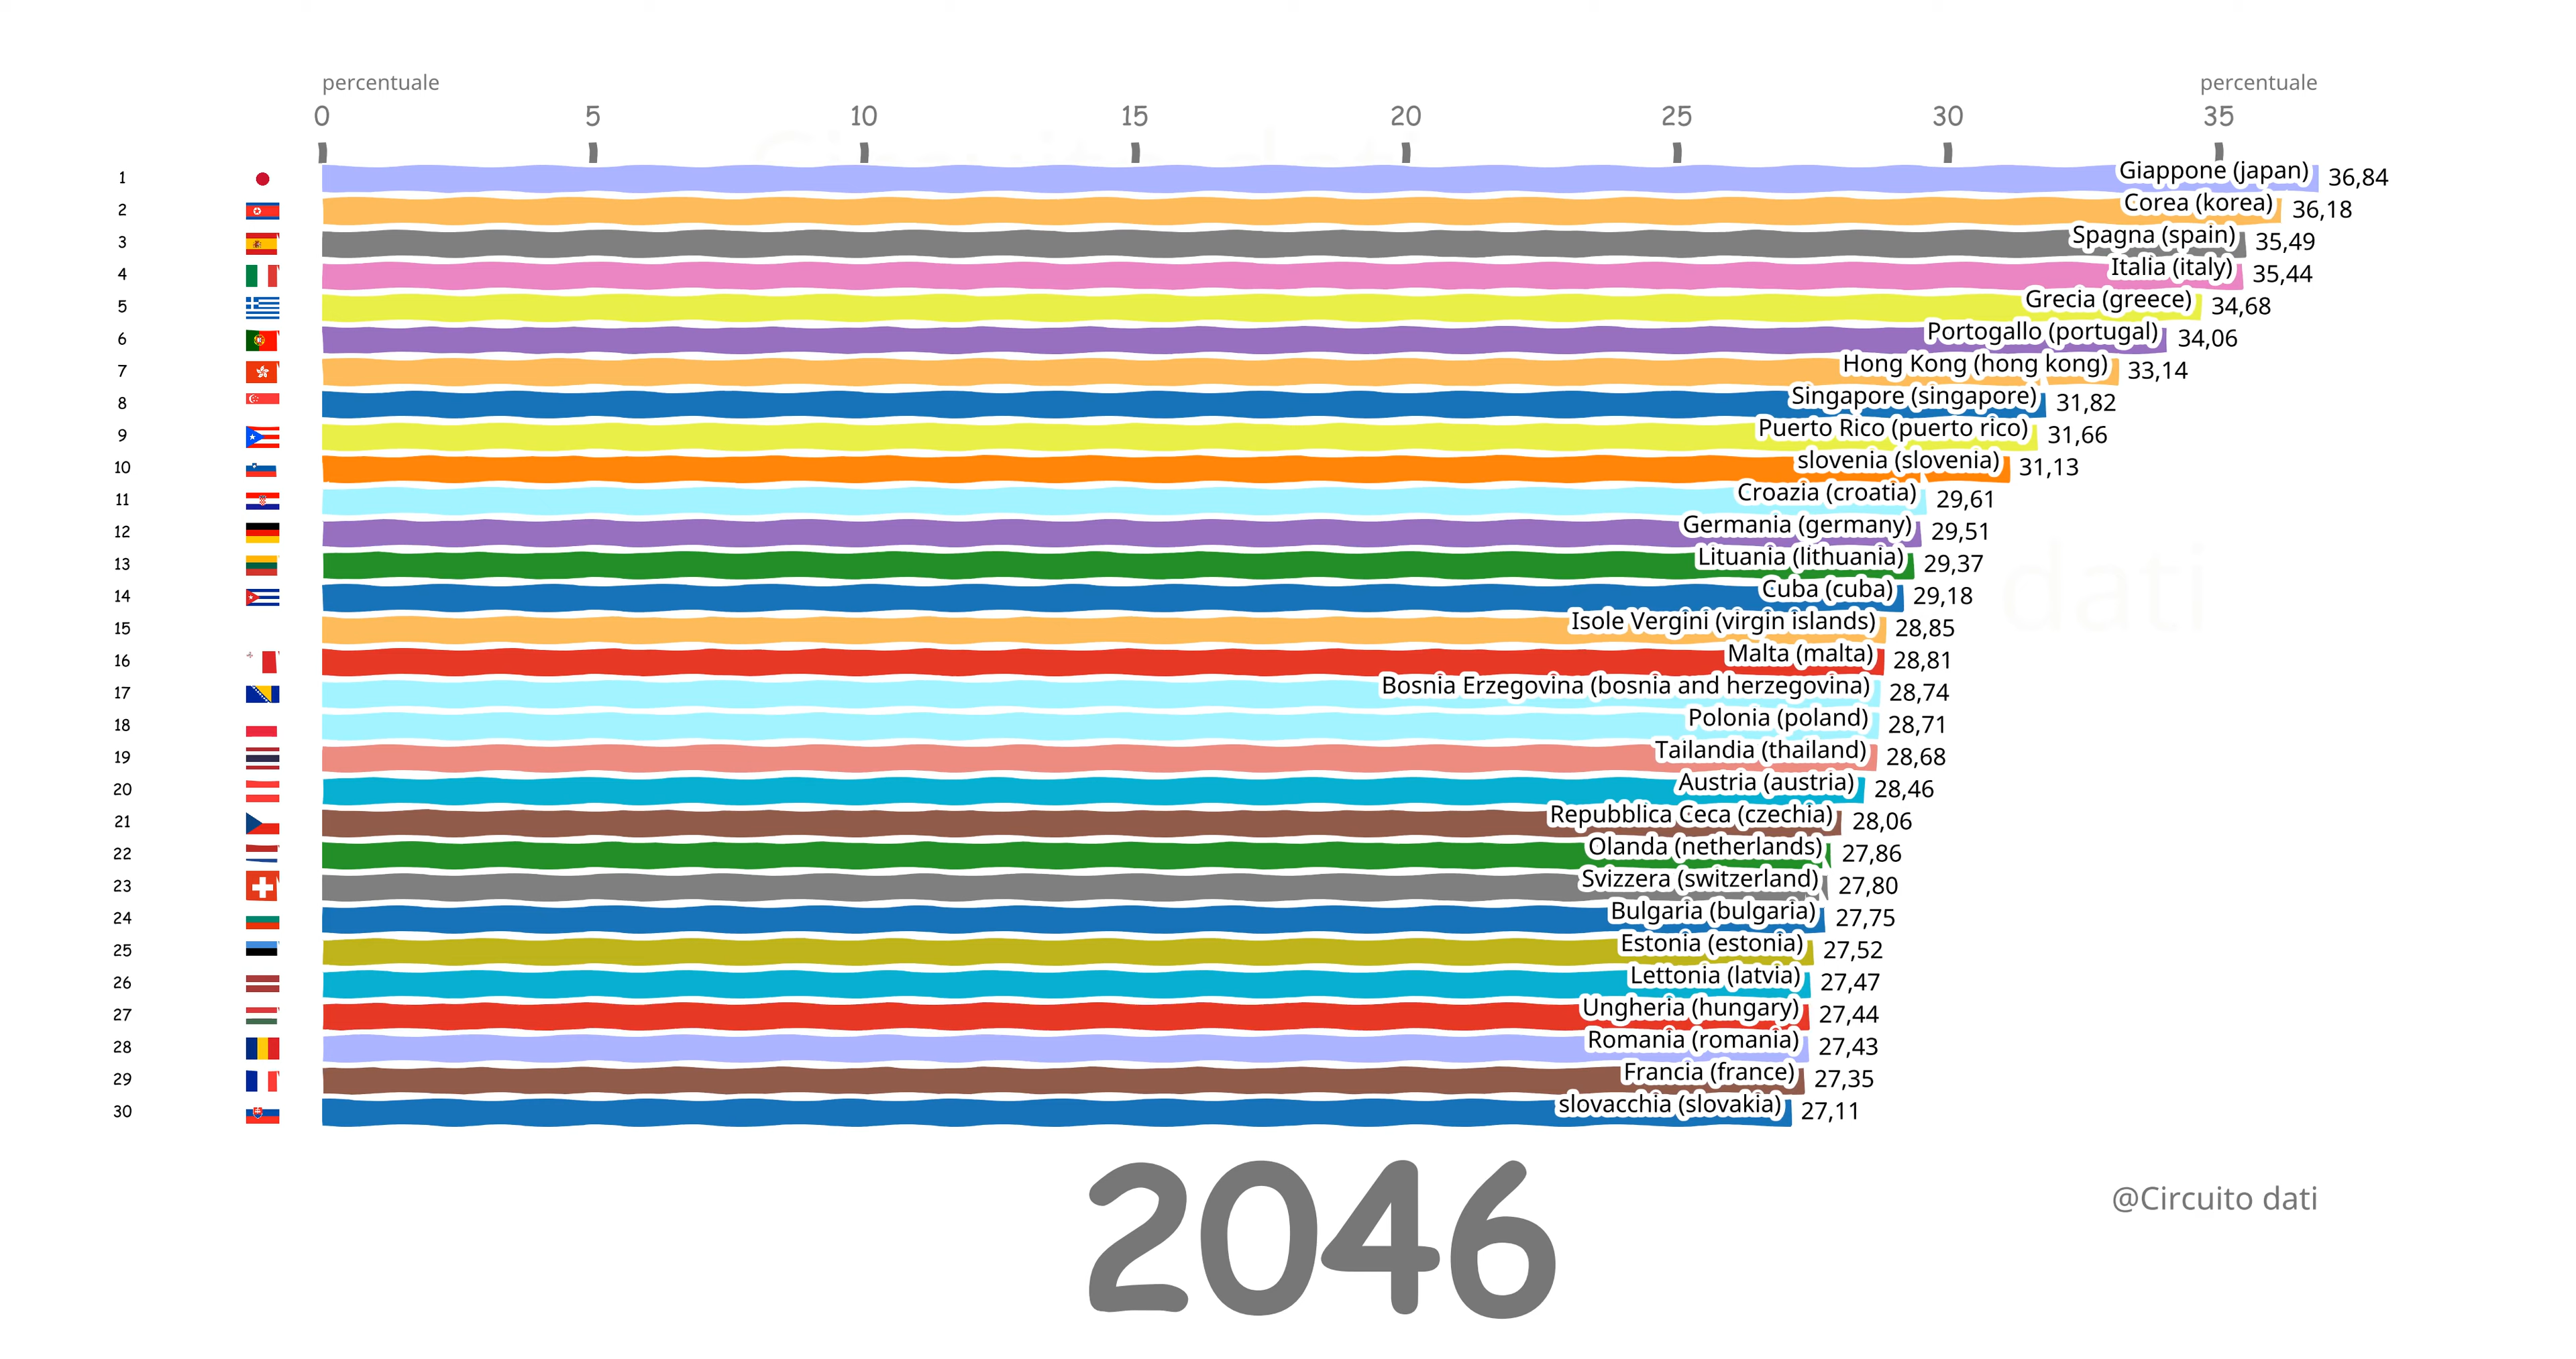 percentuale percentuale
0 5 10 15 20 25 30 35
1 Giappone (japan) 36,84
2 Corea (korea) 36,18
3 Spagna (spain) 35,49
4 Italia (italy) 35,44
5 Grecia (greece) 34,68
6 Portogallo (portugal) 34,06
7 Hong Kong (hong kong) 33,14
8 Singapore (singapore) 31,82
9 Puerto Rico (puerto rico) 31,66
10 slovenia (slovenia) 31,13
11 Croazia (croatia) 29,61
12 Germania (germany) 29,51
13 Lituania (lithuania) 29,37
14 Cuba (cuba) 29,18
15 Isole Vergini (virgin islands) 28,85
16 Malta (malta) 28,81
17 Bosnia Erzegovina (bosnia and herzegovina) 28,74
18 Polonia (poland) 28,71
19 Tailandia (thailand) 28,68
20 Austria (austria) 28,46
21 Repubblica Ceca (czechia) 28,06
22 Olanda (netherlands) 27,86
23 Svizzera (switzerland) 27,80
24 Bulgaria (bulgaria) 27,75
25 Estonia (estonia) 27,52
26 Lettonia (latvia) 27,47
27 Ungheria (hungary) 27,44
28 Romania (romania) 27,43
29 Francia (france) 27,35
30 slovacchia (slovakia) 27,11
2046
@Circuito dati